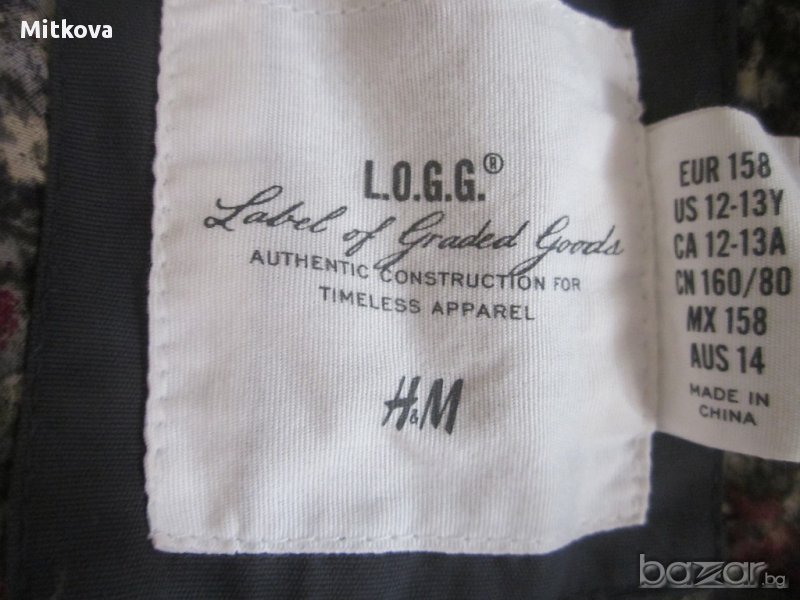 Mitkova
L.O.G.G.®
Label of Graded Goods
AUTHENTIC CONSTRUCTION FOR
TIMELESS APPAREL
H&M
EUR 158
US 12-13Y
CA 12-13A
CN 160/80
MX 158
AUS 14
MADE IN
CHINA
bazar.bg